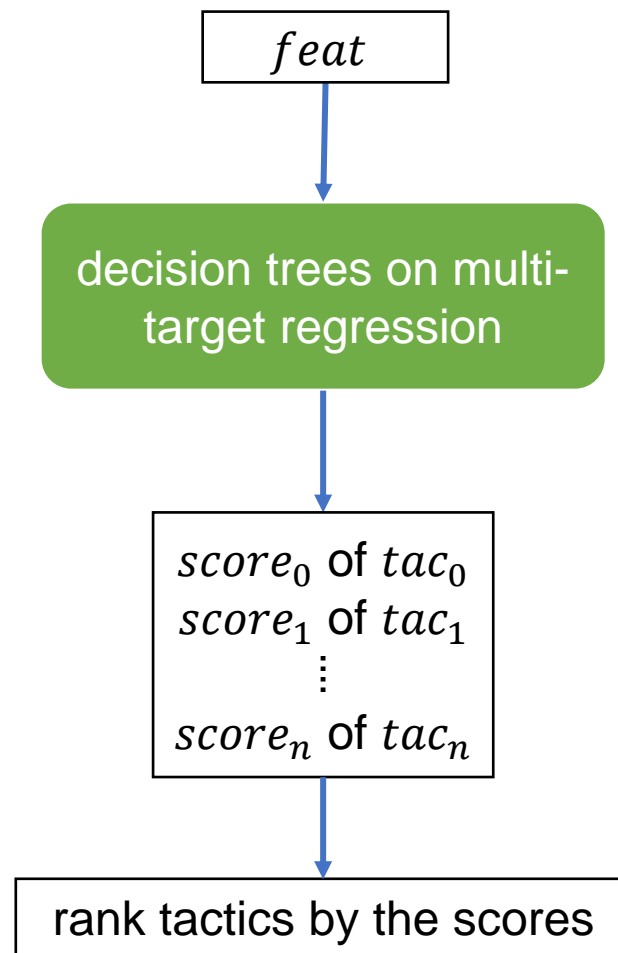 feat
decision trees on multi-
target regression
score₀ of tac₀
score₁ of tac₁
⋮
scoreₙ of tacₙ
rank tactics by the scores